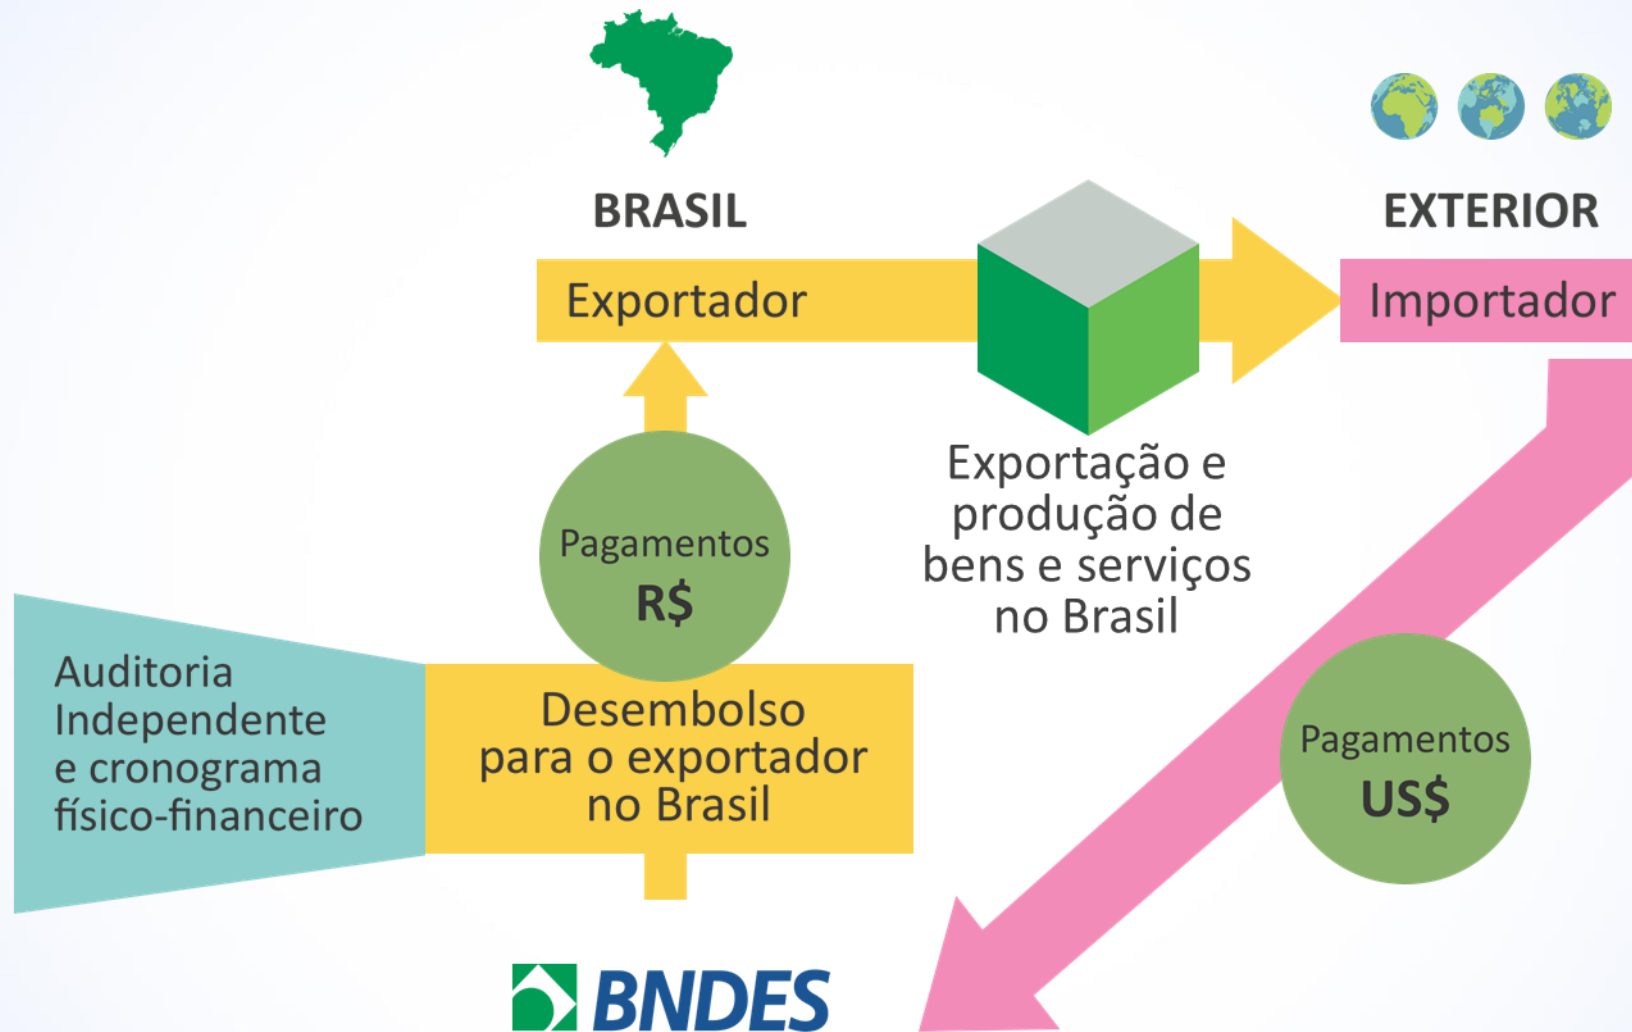 BRASIL
EXTERIOR
Exportador
Importador
Exportação e
produção de
bens e serviços
no Brasil
Pagamentos
R$
Auditoria
Independente
e cronograma
físico-financeiro
Desembolso
para o exportador
no Brasil
Pagamentos
US$
BNDES